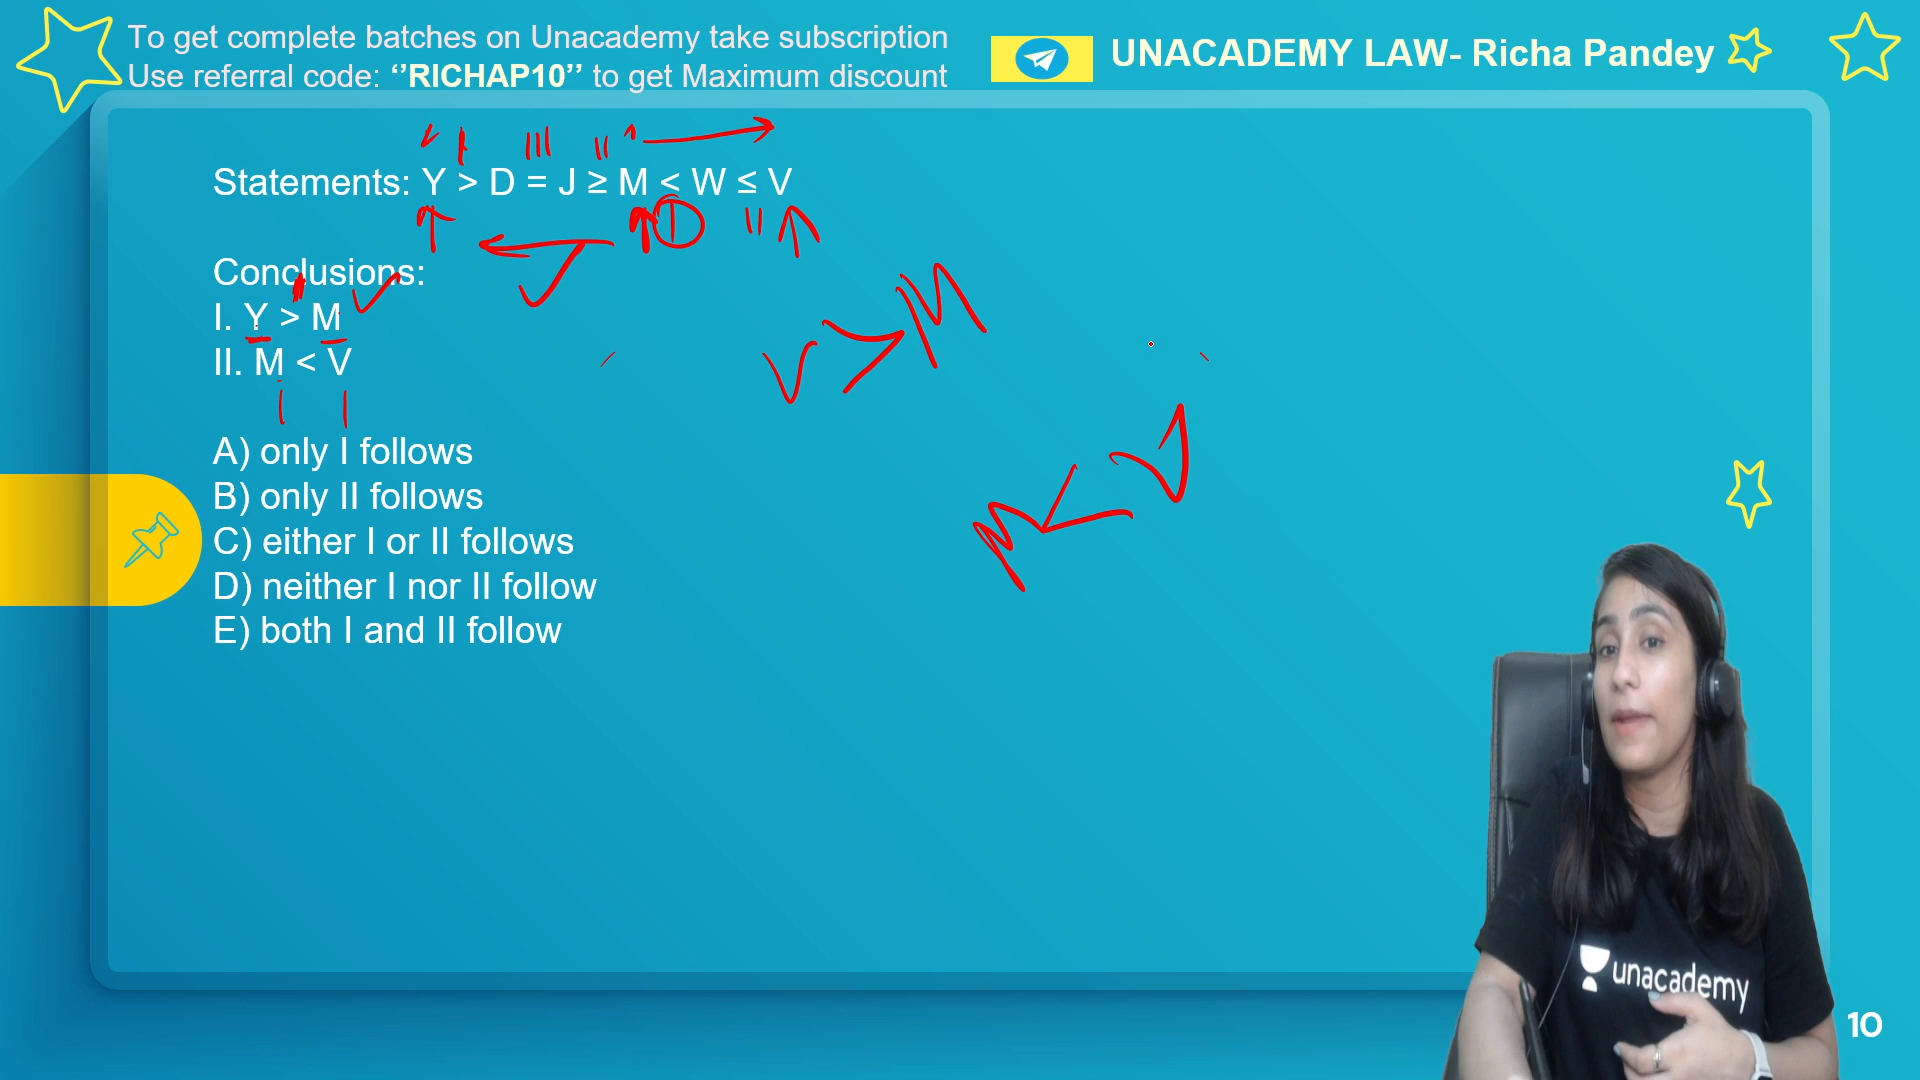 To get complete batches on Unacademy take subscription
Use referral code: ‘’RICHAP10’’ to get Maximum discount
UNACADEMY LAW- Richa Pandey
Statements: Y > D = J ≥ M < W ≤ V
Conclusions:
I. Y > M
II. M < V
V > M
M < V
A) only I follows
B) only II follows
C) either I or II follows
D) neither I nor II follow
E) both I and II follow
unacademy
10